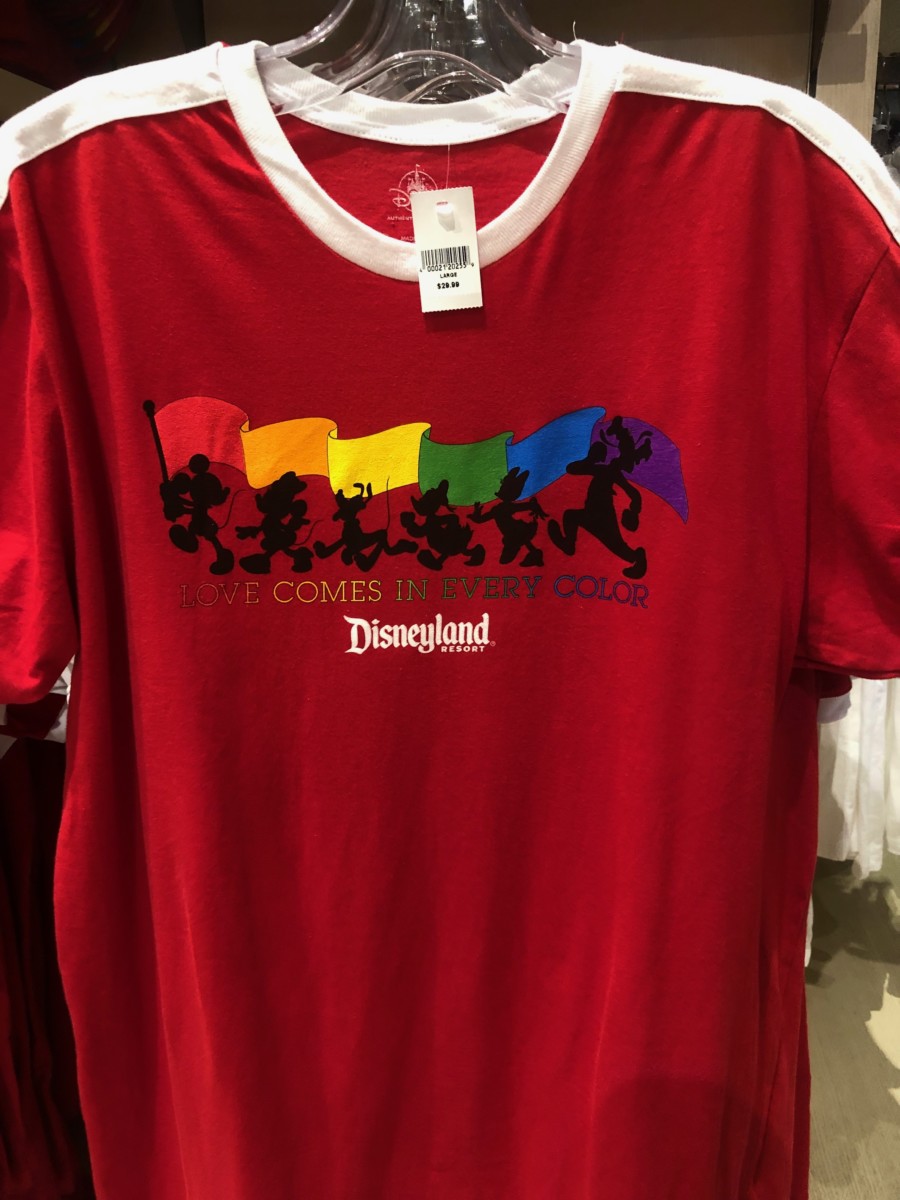 LARGE
$29.99
LOVE COMES IN EVERY COLOR
Disneyland
RESORT